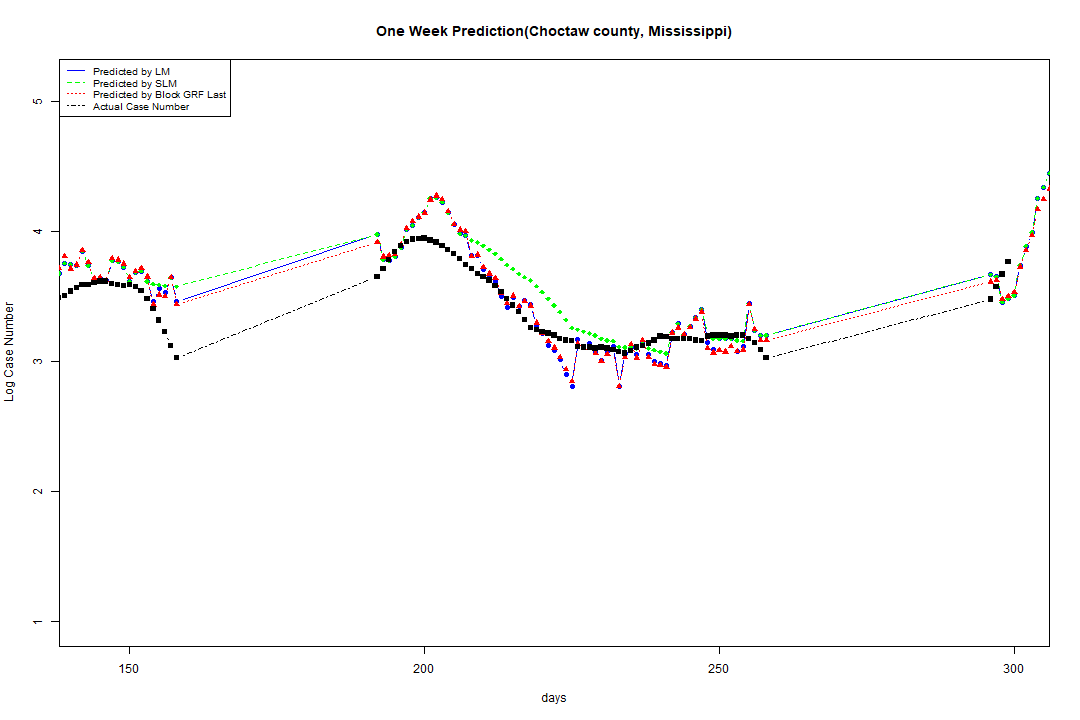 One Week Prediction(Choctaw county, Mississippi)
Predicted by LM
Predicted by SLM
Predicted by Block GRF Last
Actual Case Number
5
4
3
2
1
Log Case Number
150 200 250 300
days